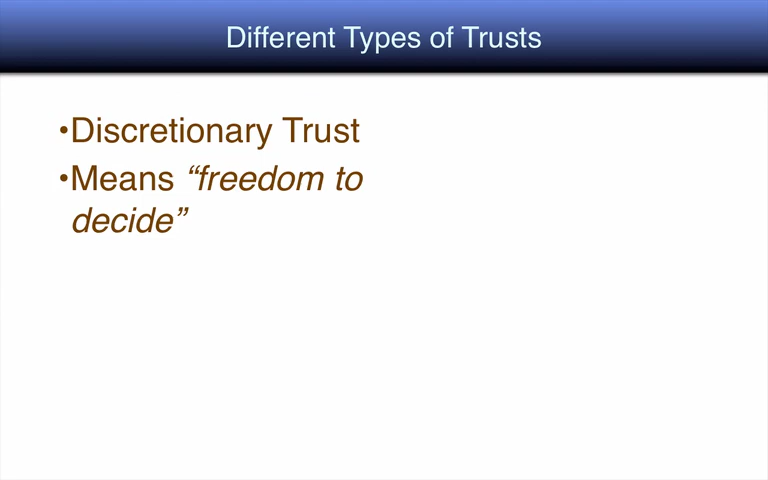 Different Types of Trusts
•Discretionary Trust
•Means “freedom to
decide”